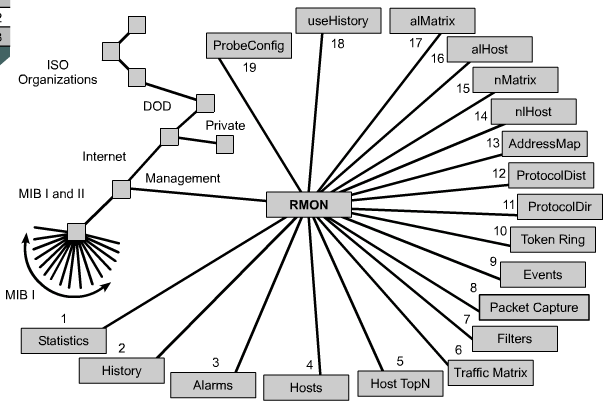 2
3
useHistory
18
alMatrix
17
alHost
16
nMatrix
15
nlHost
14
AddressMap
13
ProtocolDist
12
ProtocolDir
11
Token Ring
10
Events
9
Packet Capture
8
Filters
7
Traffic Matrix
6
Host TopN
5
Hosts
4
Alarms
3
History
2
Statistics
1
ProbeConfig
19
RMON
ISO
Organizations
DOD
Private
Internet
Management
MIB I and II
MIB I